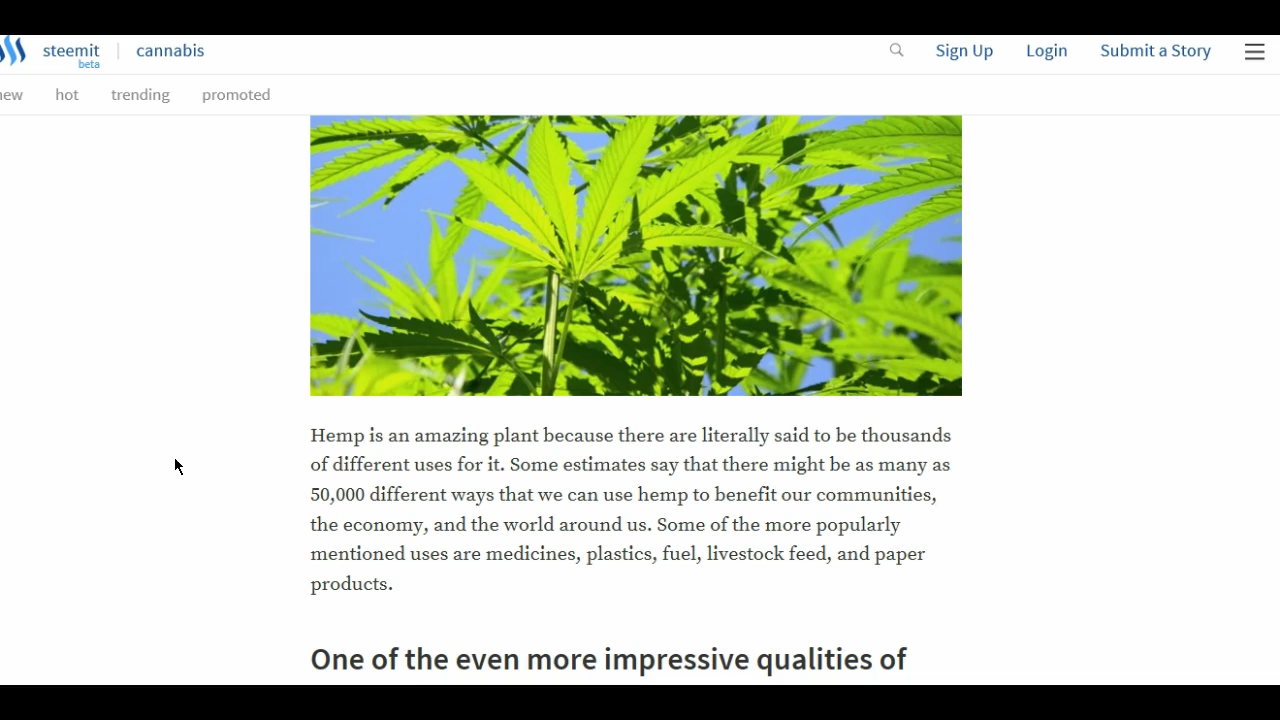 steemit | cannabis Sign Up Login Submit a Story
beta
new hot trending promoted
Hemp is an amazing plant because there are literally said to be thousands
of different uses for it. Some estimates say that there might be as many as
50,000 different ways that we can use hemp to benefit our communities,
the economy, and the world around us. Some of the more popularly
mentioned uses are medicines, plastics, fuel, livestock feed, and paper
products.
One of the even more impressive qualities of